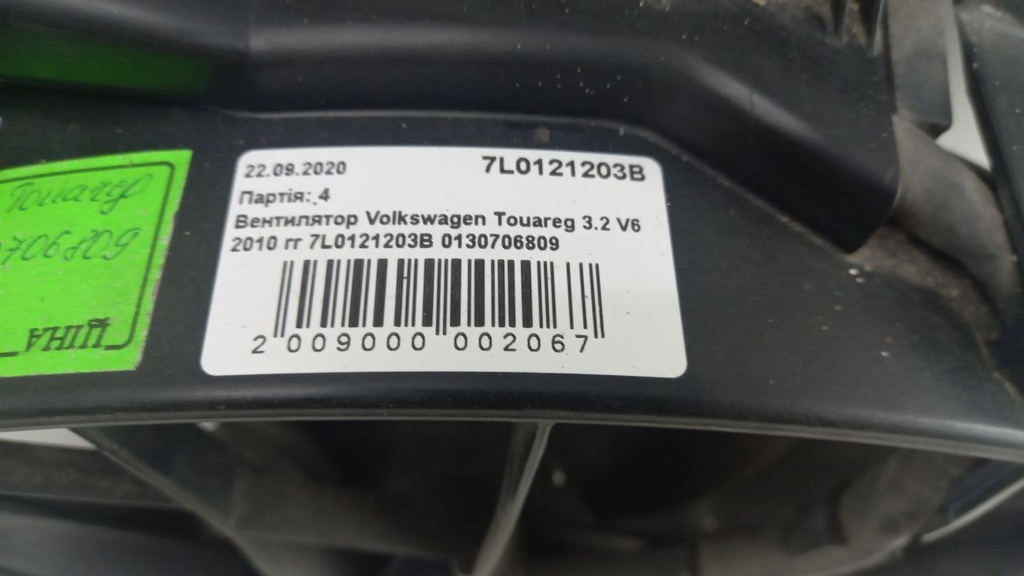 22.09.2020 7L0121203B
Партія: 4
Вентилятор Volkswagen Touareg 3.2 V6
2010 гг 7L0121203B 0130706809
2 009000 002067
Touareg
706809
ЦІНА